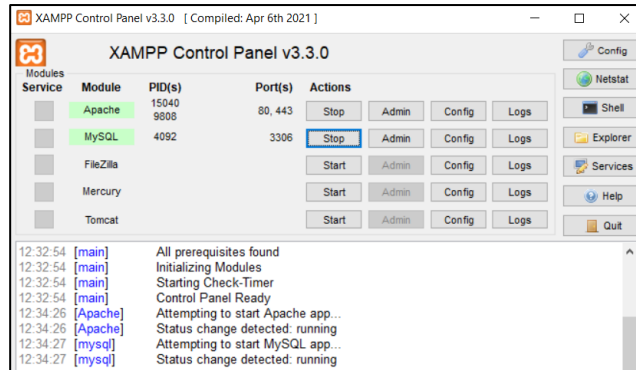 XAMPP Control Panel v3.3.0 [ Compiled: Apr 6th 2021 ]
XAMPP Control Panel v3.3.0
Config
Modules
Service Module PID(s) Port(s) Actions
Netstat
Apache 15040 9808 80, 443 Stop Admin Config Logs
Shell
MySQL 4092 3306 Stop Admin Config Logs
Explorer
FileZilla Start Admin Config Logs
Services
Mercury Start Admin Config Logs
Help
Tomcat Start Admin Config Logs
Quit
12:32:54 [main] All prerequisites found
12:32:54 [main] Initializing Modules
12:32:54 [main] Starting Check-Timer
12:32:54 [main] Control Panel Ready
12:34:26 [Apache] Attempting to start Apache app...
12:34:26 [Apache] Status change detected: running
12:34:27 [mysql] Attempting to start MySQL app...
12:34:27 [mysql] Status change detected: running